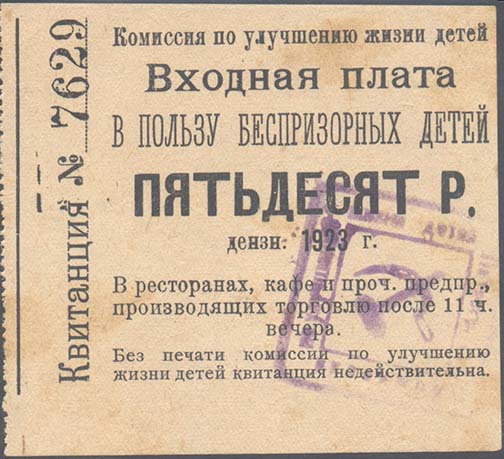 Квитанция № 7629
Комиссия по улучшению жизни детей
Входная плата
В ПОЛЬЗУ БЕСПРИЗОРНЫХ ДЕТЕЙ
ПЯТЬДЕСЯТ Р.
дензн. 1923 г.
В ресторанах, кафе и проч. предпр.,
производящих торговлю после 11 ч.
вечера.
Без печати комиссии по улучшению
жизни детей квитанция недействительна.